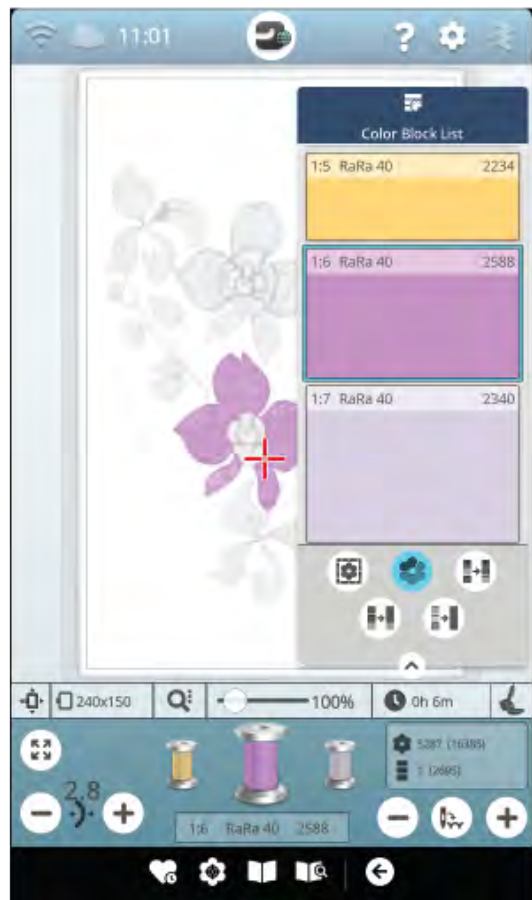 11:01 ?
Color Block List
1:5 RaRa 40 2234
1:6 RaRa 40 2588
1:7 RaRa 40 2340
240x150 100% 0h 6m
5287 (16385)
2,8 1 (2695)
1:6 RaRa 40 2588